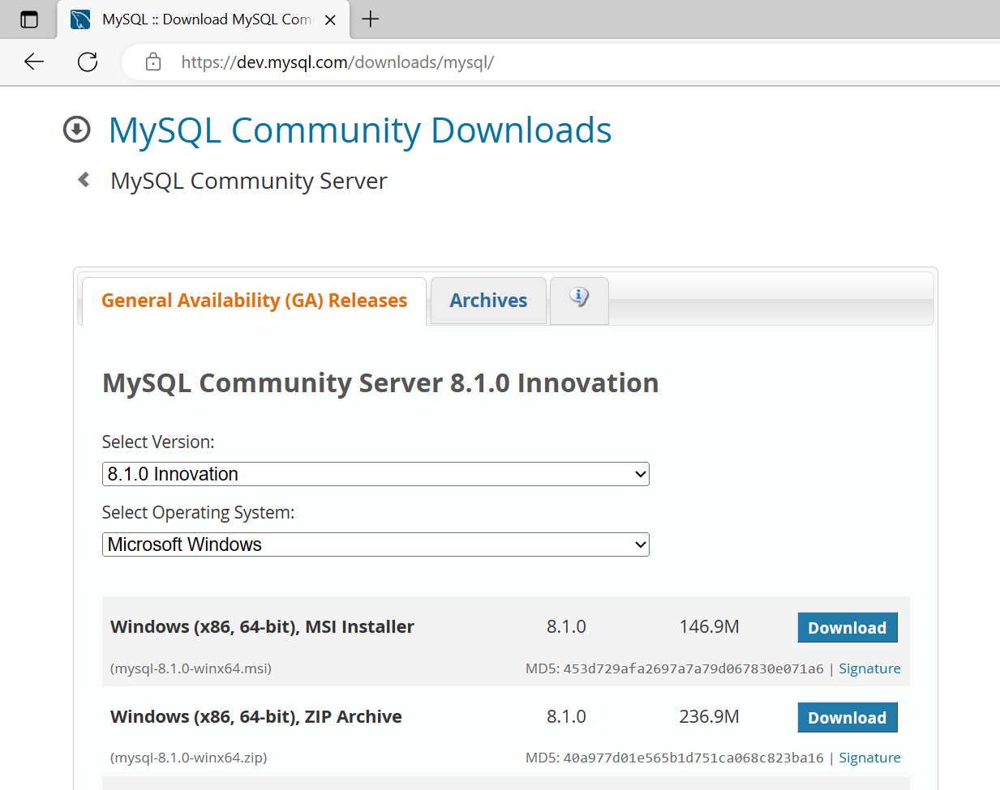 MySQL :: Download MySQL Com
https://dev.mysql.com/downloads/mysql/
MySQL Community Downloads
MySQL Community Server
General Availability (GA) Releases Archives
MySQL Community Server 8.1.0 Innovation
Select Version:
8.1.0 Innovation
Select Operating System:
Microsoft Windows
Windows (x86, 64-bit), MSI Installer 8.1.0 146.9M Download
(mysql-8.1.0-winx64.msi) MD5: 453d729afa2697a7a79d067830e071a6 | Signature
Windows (x86, 64-bit), ZIP Archive 8.1.0 236.9M Download
(mysql-8.1.0-winx64.zip) MD5: 40a977d01e565b1d751ca068c823ba16 | Signature